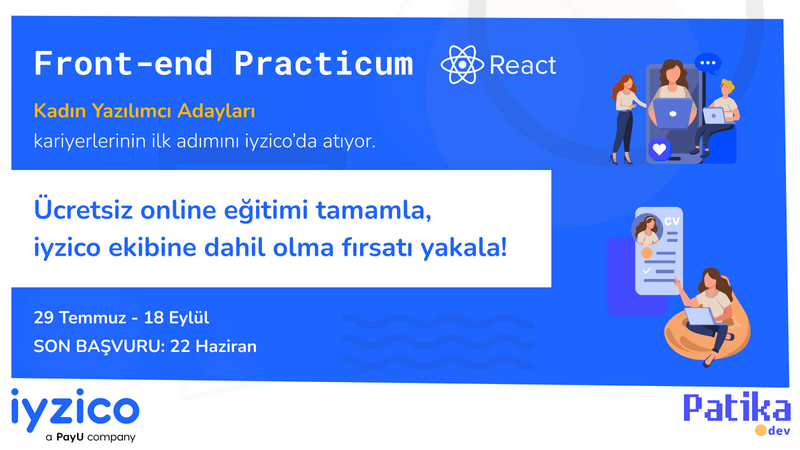 Front-end Practicum
React
Kadın Yazılımcı Adayları
kariyerlerinin ilk adımını iyzico'da atıyor.
CV
Ücretsiz online eğitimi tamamla,
iyzico ekibine dahil olma fırsatı yakala!
29 Temmuz - 18 Eylül
SON BAŞVURU: 22 Haziran
iyzico
a PayU company
Patika
dev